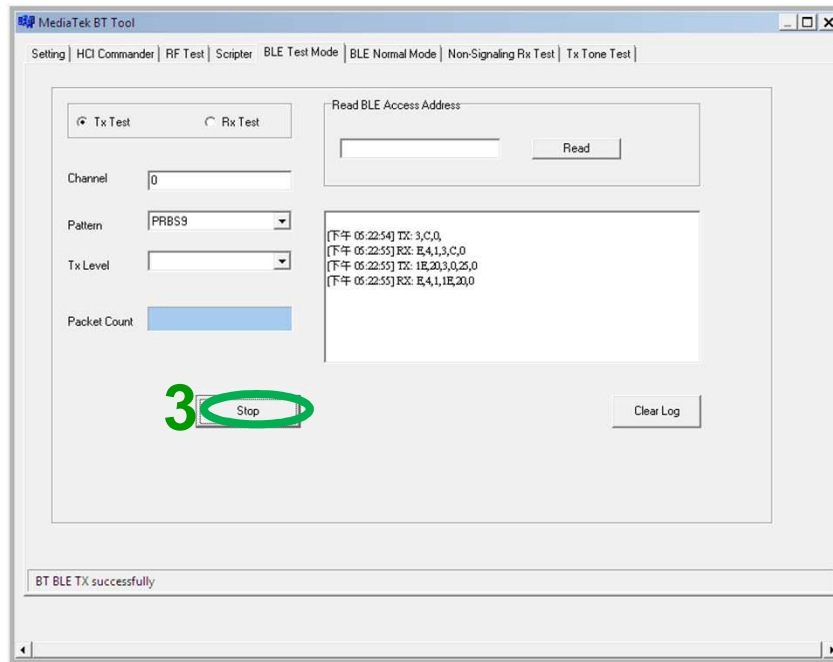 MediaTek BT Tool
Setting | HCI Commander | RF Test | Scripter | BLE Test Mode | BLE Normal Mode | Non-Signaling Rx Test | Tx Tone Test |
Tx Test
Rx Test
Channel
0
Pattern
PRBS9
Tx Level
Packet Count
3
Stop
Read BLE Access Address
Read
[下午 05:22:54] TX: 3,C,0,
[下午 05:22:55] RX: E,4,1,3,C,0
[下午 05:22:55] TX: 1E,20,3,0,25,0
[下午 05:22:55] RX: E,4,1,1E,20,0
Clear Log
BT BLE TX successfully